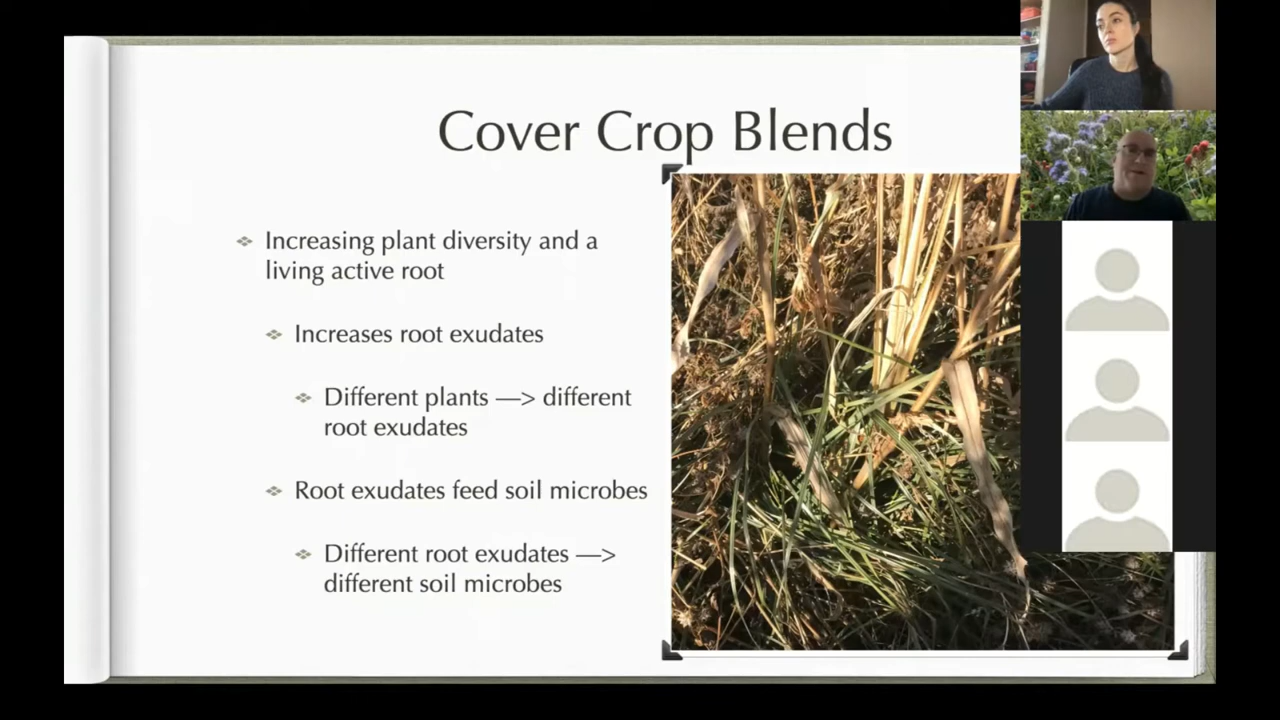 Cover Crop Blends
Increasing plant diversity and a
living active root
Increases root exudates
Different plants —> different
root exudates
Root exudates feed soil microbes
Different root exudates —>
different soil microbes